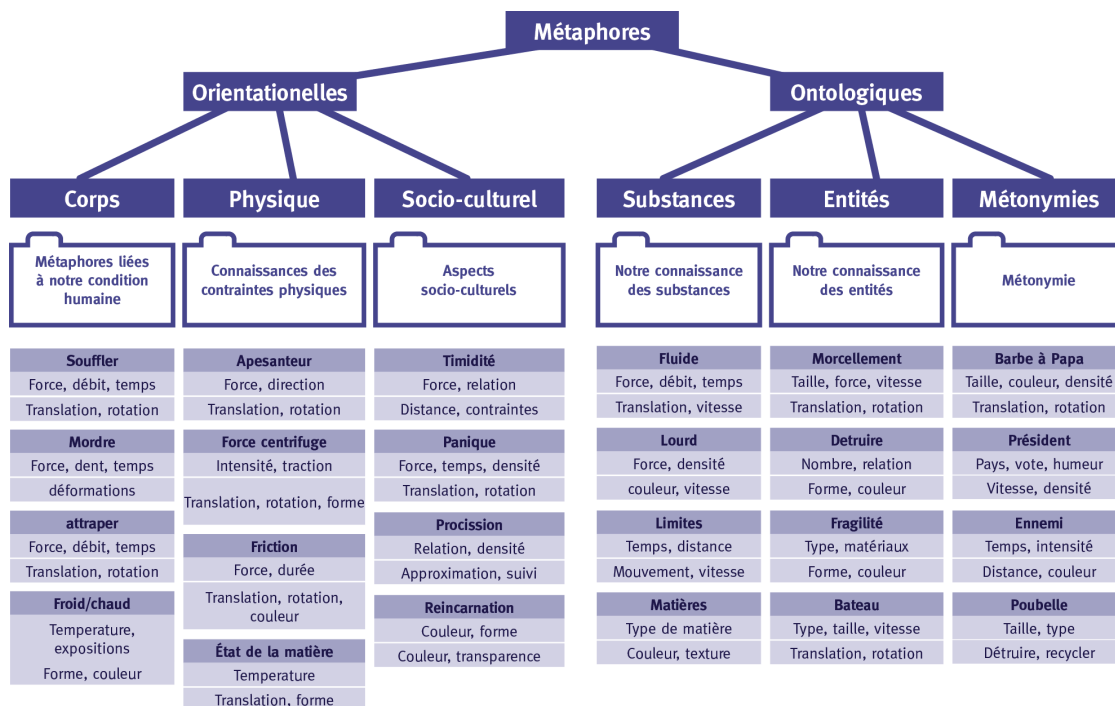 Métaphores
Orientationelles
Ontologiques
Corps
Métaphores liées
à notre condition
humaine
Souffler
Force, débit, temps
Translation, rotation
Mordre
Force, dent, temps
déformations
attraper
Force, débit, temps
Translation, rotation
Froid/chaud
Temperature,
expositions
Forme, couleur
Physique
Connaissances des
contraintes physiques
Apesanteur
Force, direction
Translation, rotation
Force centrifuge
Intensité, traction
Translation, rotation, forme
Friction
Force, durée
Translation, rotation,
couleur
État de la matière
Temperature
Translation, forme
Socio-culturel
Aspects
socio-culturels
Timidité
Force, relation
Distance, contraintes
Panique
Force, temps, densité
Translation, rotation
Procission
Relation, densité
Approximation, suivi
Reincarnation
Couleur, forme
Couleur, transparence
Substances
Notre connaissance
des substances
Fluide
Force, débit, temps
Translation, vitesse
Lourd
Force, densité
couleur, vitesse
Limites
Temps, distance
Mouvement, vitesse
Matières
Type de matière
Couleur, texture
Entités
Notre connaissance
des entités
Morcellement
Taille, force, vitesse
Translation, rotation
Detruire
Nombre, relation
Forme, couleur
Fragilité
Type, matériaux
Forme, couleur
Bateau
Type, taille, vitesse
Translation, rotation
Métonymies
Métonymie
Barbe à Papa
Taille, couleur, densité
Translation, rotation
Président
Pays, vote, humeur
Vitesse, densité
Ennemi
Temps, intensité
Distance, couleur
Poubelle
Taille, type
Détruire, recycler